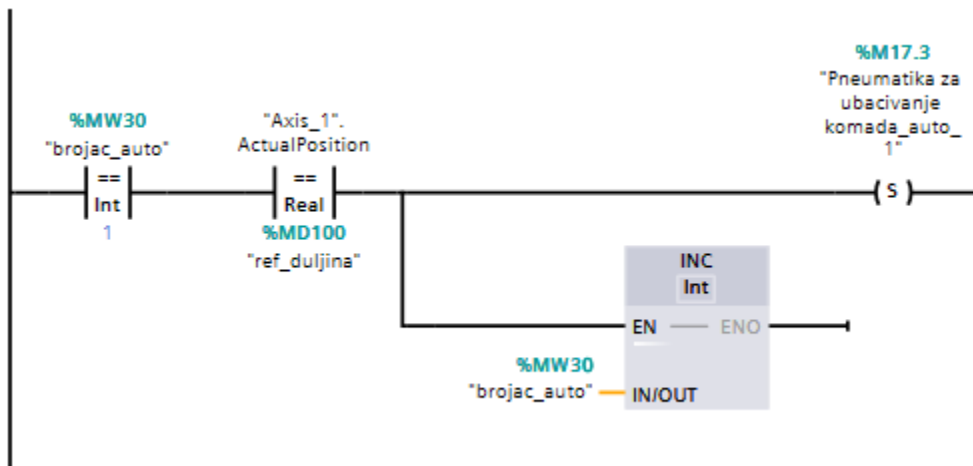 %M17.3
"Pneumatika za
ubacivanje
komada_auto_
1"
%MW30
"brojac_auto"
==
Int
1
"Axis_1".
ActualPosition
==
Real
%MD100
"ref_duljina"
( S )
INC
Int
EN
ENO
%MW30
"brojac_auto"
IN/OUT